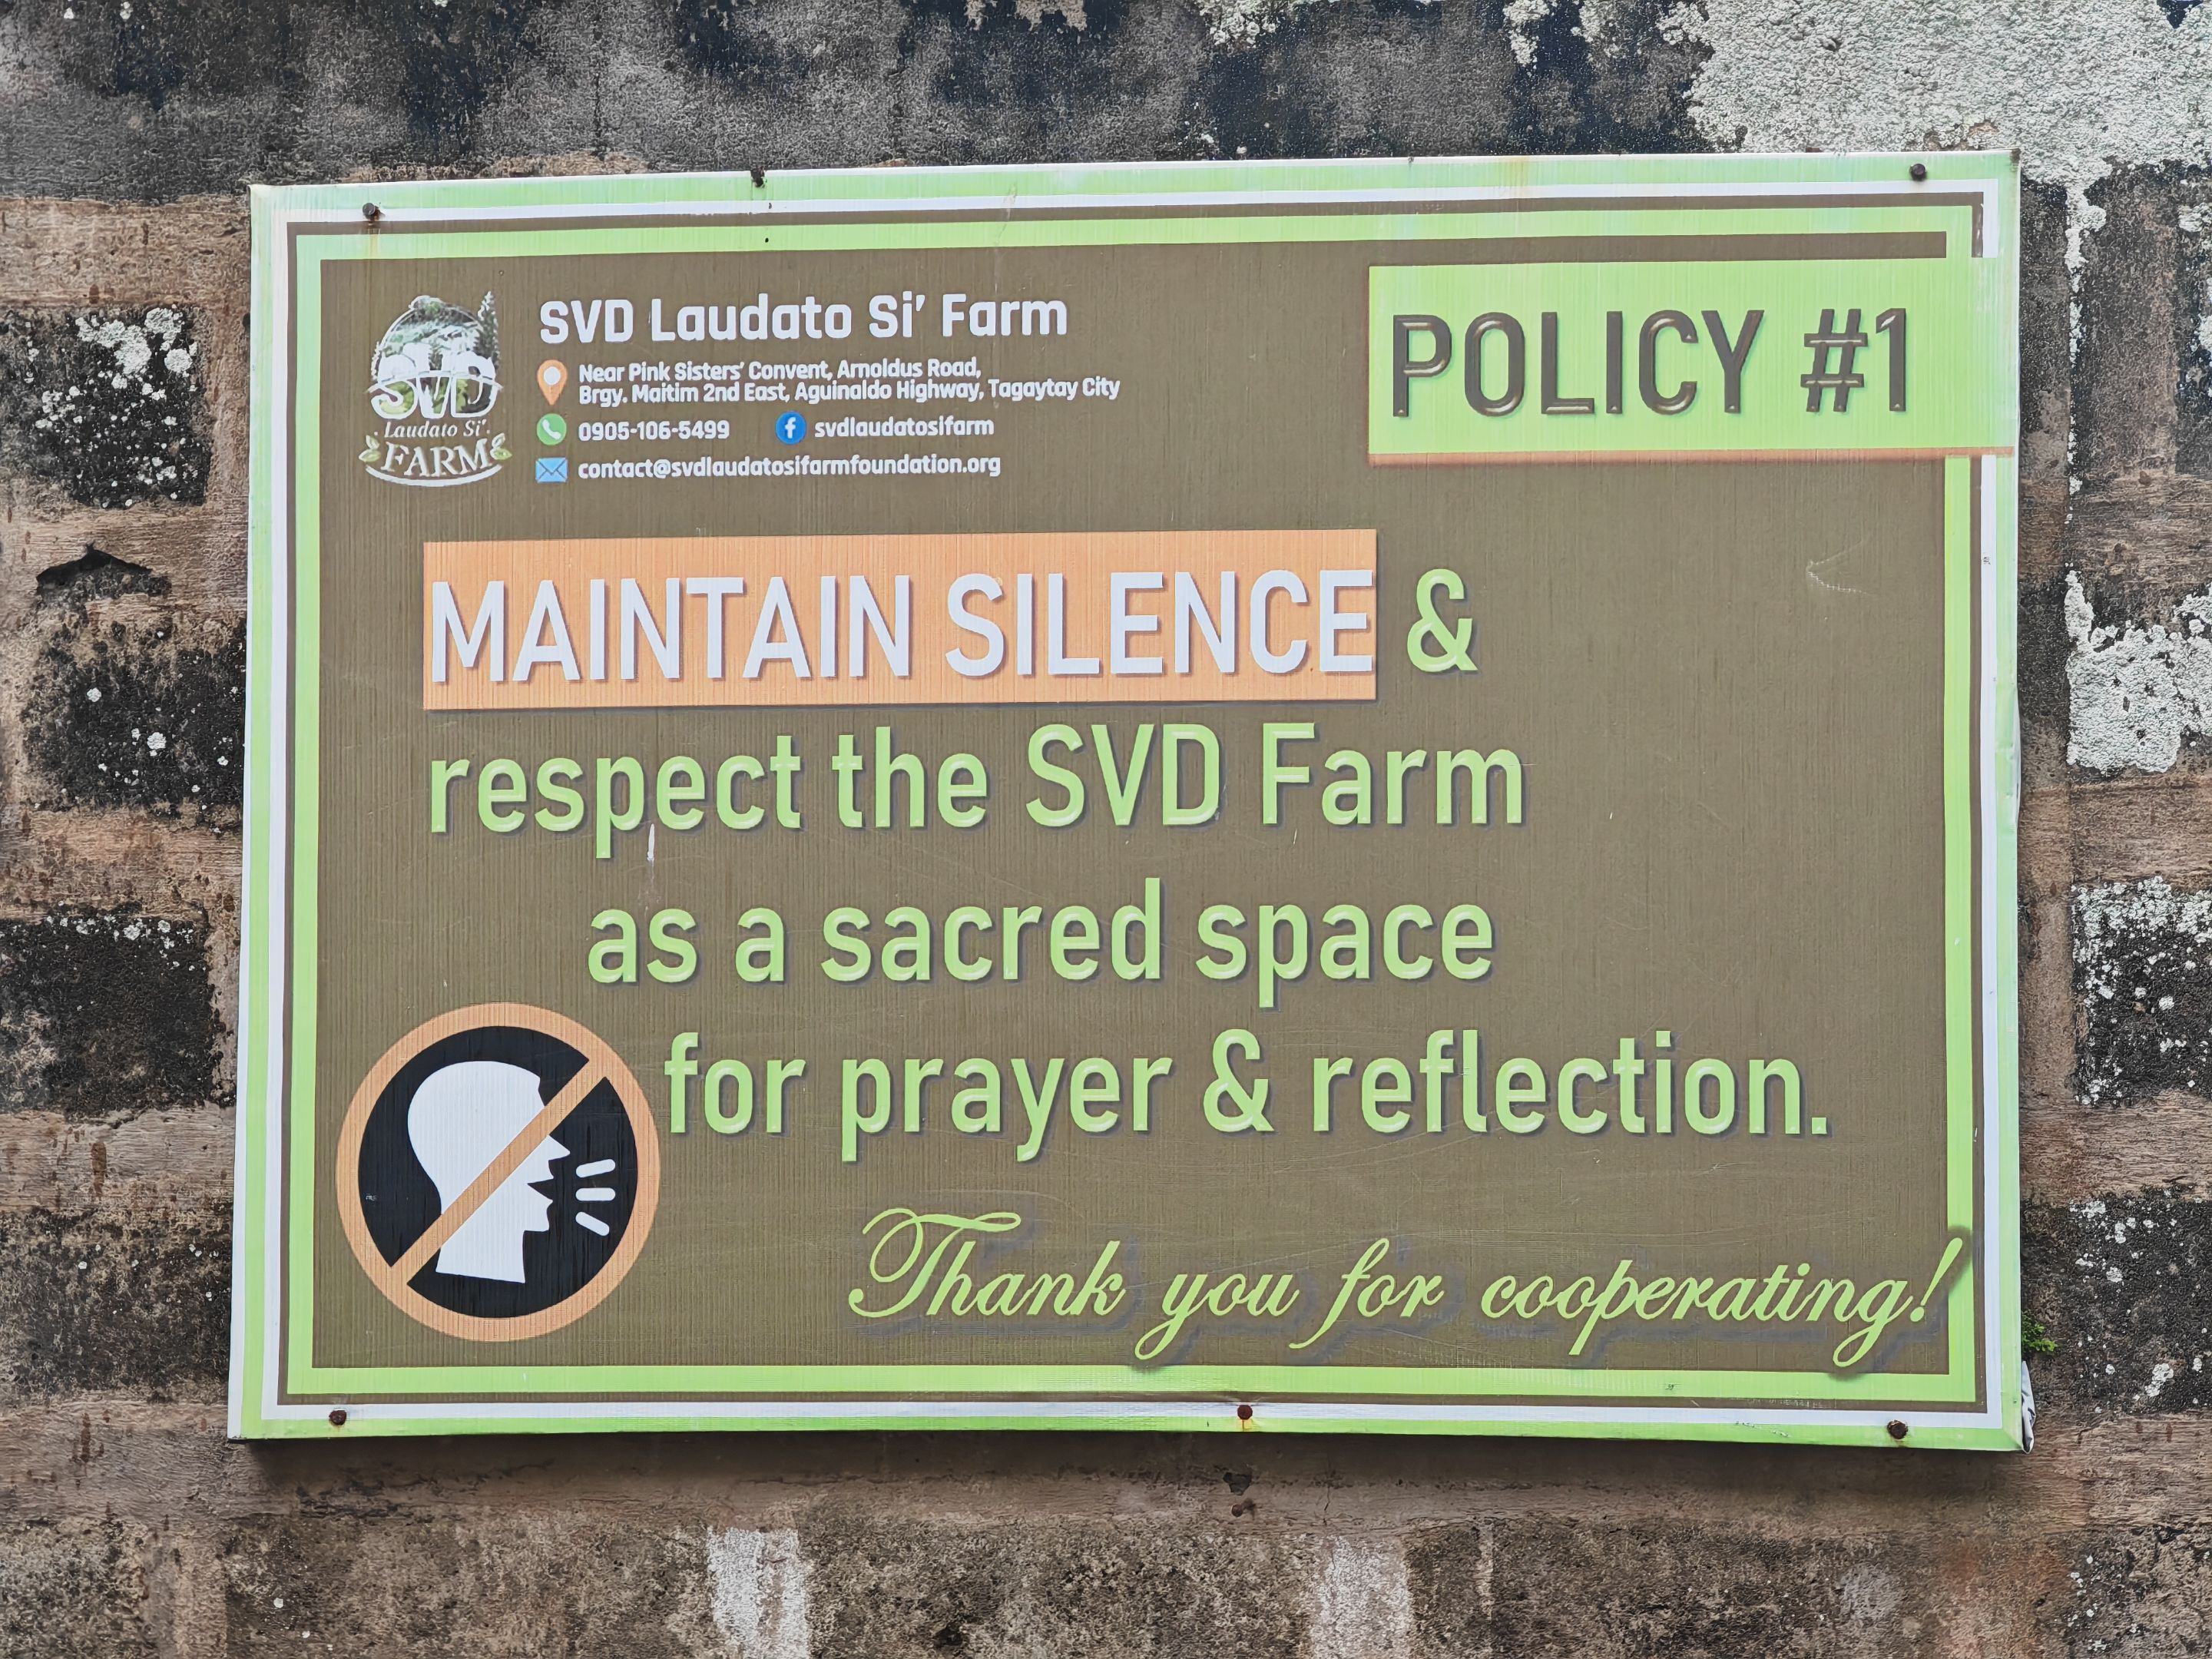 SVD
Laudato Si'
FARM
SVD Laudato Si' Farm
Near Pink Sisters' Convent, Arnoldus Road,
Brgy. Maitim 2nd East, Aguinaldo Highway, Tagaytay City
0905-106-5499 svdlaudatosifarm
contact@svdlaudatosifarmfoundation.org
POLICY #1
MAINTAIN SILENCE &
respect the SVD Farm
as a sacred space
for prayer & reflection.
Thank you for cooperating!